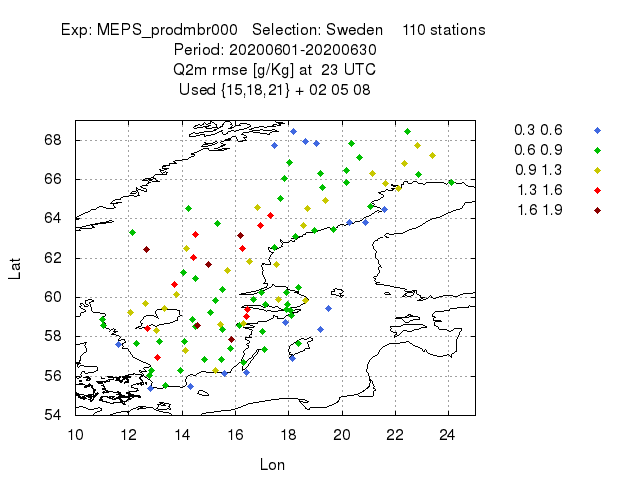 Exp: MEPS_prodmbr000 Selection: Sweden 110 stations
Period: 20200601-20200630
Q2m rmse [g/Kg] at 23 UTC
Used {15,18,21} + 02 05 08
0.3 0.6
0.6 0.9
0.9 1.3
1.3 1.6
1.6 1.9
68
66
64
62
60
58
56
54
Lat
10 12 14 16 18 20 22 24
Lon